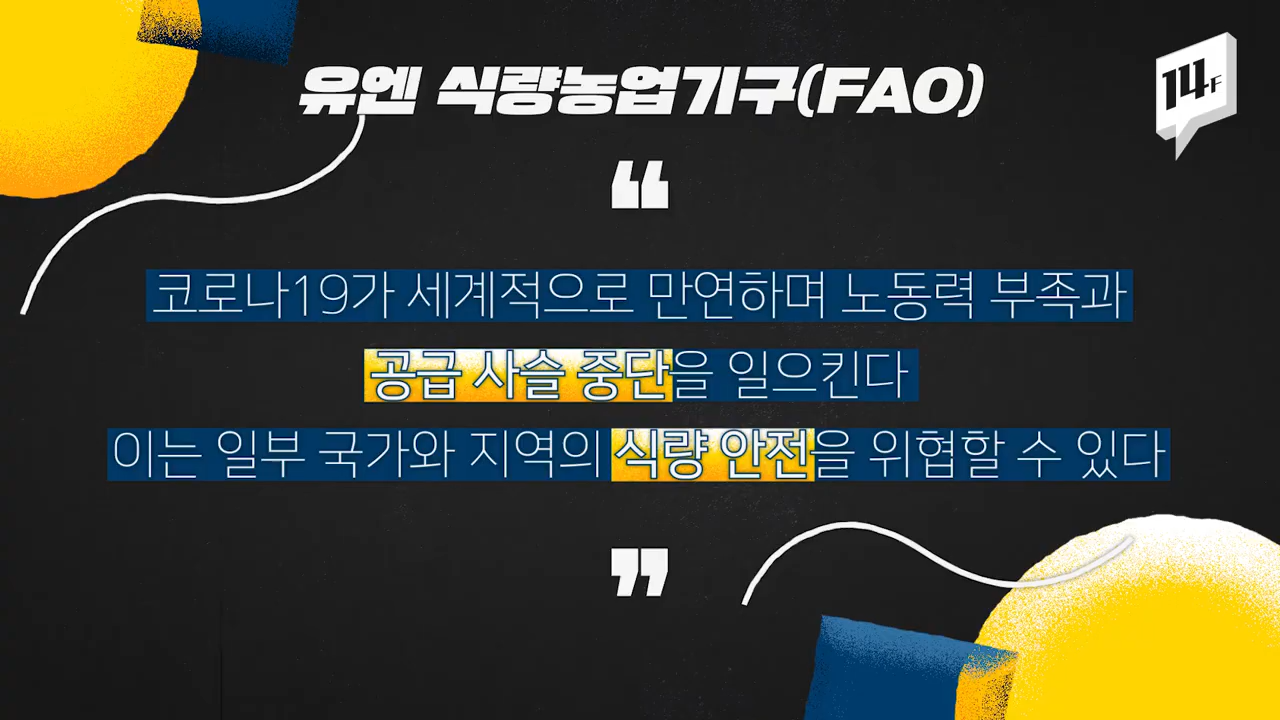 유엔 식량농업기구(FAO)
14F
“
코로나19가 세계적으로 만연하며 노동력 부족과
공급 사슬 중단을 일으킨다
이는 일부 국가와 지역의 식량 안전을 위협할 수 있다
”